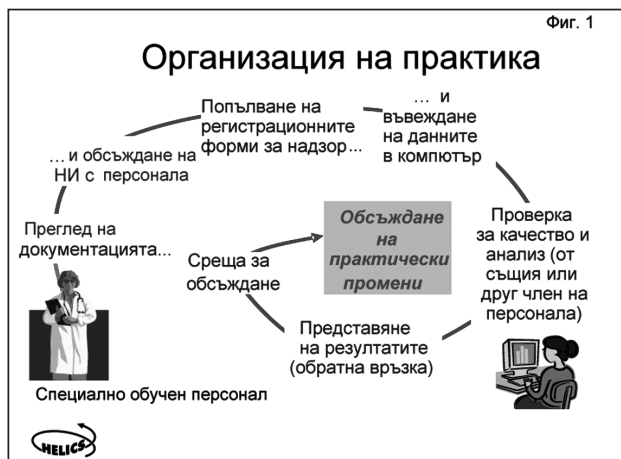 Фиг. 1
Организация на практика
Преглед на
документацията...
... и обсъждане на
НИ с персонала
Попълване на
регистрационните
форми за надзор...
... и
въвеждане
на данните
в компютър
Проверка
за качество и
анализ (от
същия или
друг член на
персонала)
Представяне
на резултатите
(обратна връзка)
Среща за
обсъждане
Обсъждане
на
практически
промени
Специално обучен персонал
HELICS